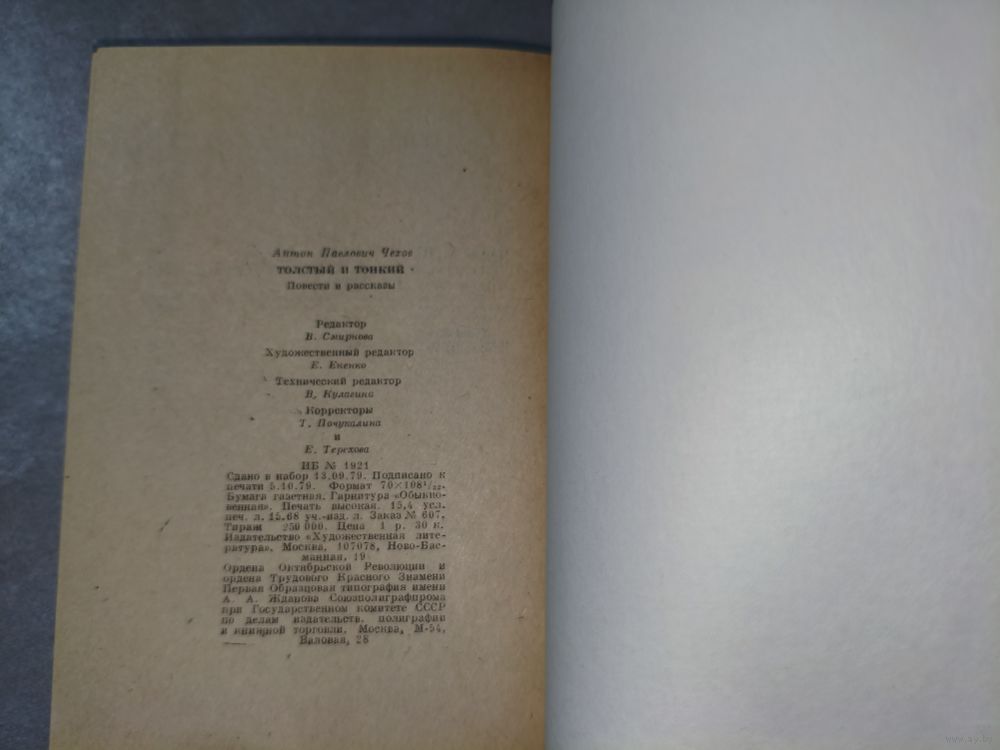 Антон Павлович Чехов
ТОЛСТЫЙ И ТОНКИЙ
Повести и рассказы
Редактор
В. Смирнова
Художественный редактор
Е. Ененко
Технический редактор
В. Кулагина
Корректоры
Т. Почукалина
и
Е. Терехова
ИБ № 1921
Сдано в набор 13.09.79. Подписано к
печати 5.10.79. Формат 70×108¹/₃₂.
Бумага газетная. Гарнитура «Обыкно-
венная». Печать высокая. 15,4 усл.
печ. л. 15,68 уч.-изд. л. Заказ № 607.
Тираж 250 000. Цена 1 р. 30 к.
Издательство «Художественная лите-
ратура». Москва, 107078, Ново-Бас-
манная, 19
Ордена Октябрьской Революции и
ордена Трудового Красного Знамени
Первая Образцовая типография имени
А. А. Жданова Союзполиграфпрома
при Государственном комитете СССР
по делам издательств, полиграфии
и книжной торговли. Москва, М-54,
Валовая, 28